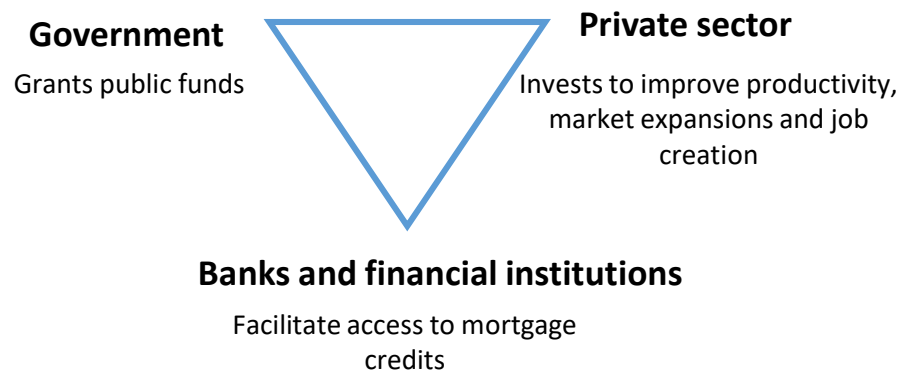 Government
Grants public funds
Private sector
Invests to improve productivity,
market expansions and job
creation
Banks and financial institutions
Facilitate access to mortgage
credits